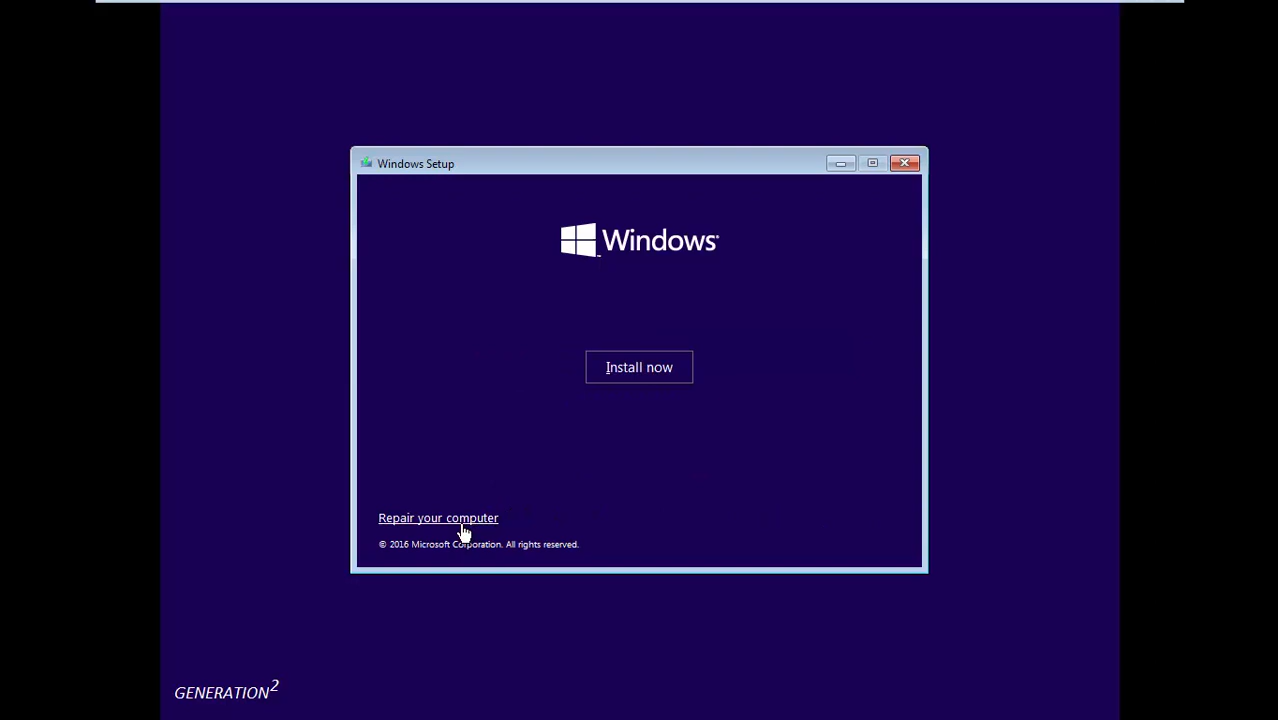 Windows Setup
Windows
Install now
Repair your computer
© 2016 Microsoft Corporation. All rights reserved.
GENERATION²